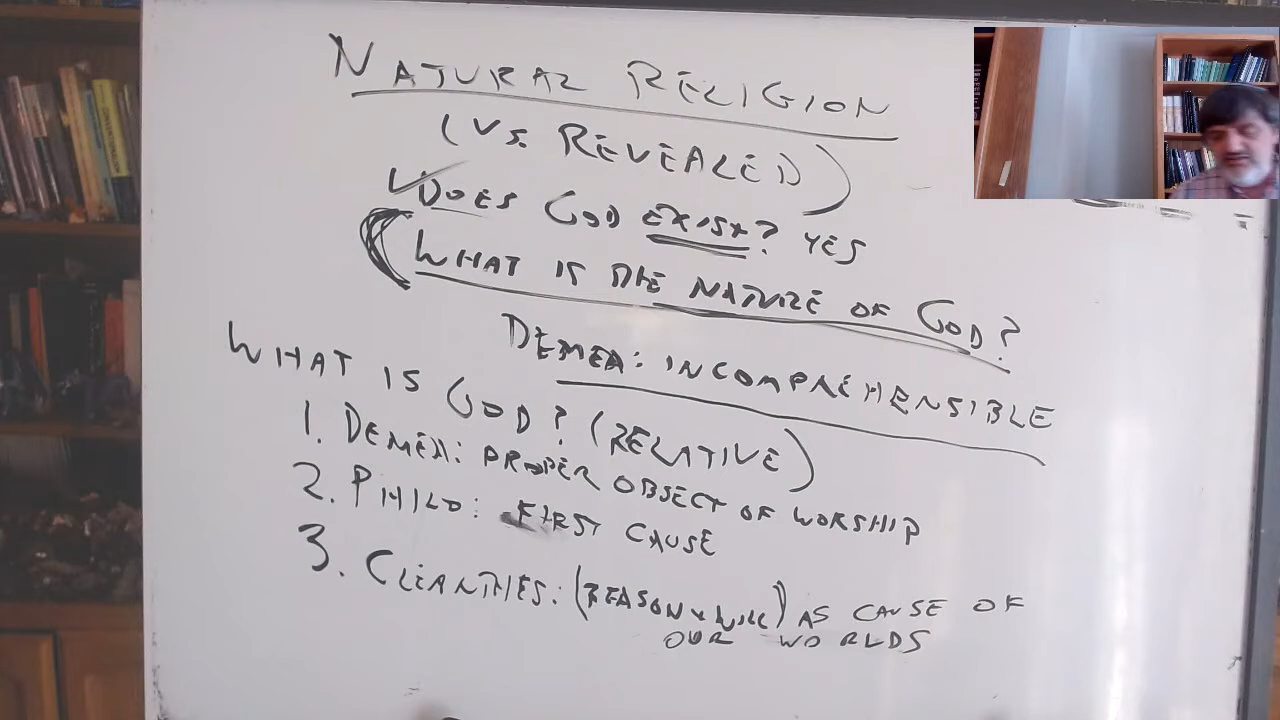 NATURAL RELIGION
(VS. REVEALED)
✓DOES GOD EXIST? YES
(WHAT IS THE NATURE OF GOD?
DEMEA: INCOMPREHENSIBLE
WHAT IS GOD? (RELATIVE)
1. DEMEA: PROPER OBJECT OF WORSHIP
2. PHILO: FIRST CAUSE
3. CLEANTHES: (REASON & WILL) AS CAUSE OF
OUR WORLDS